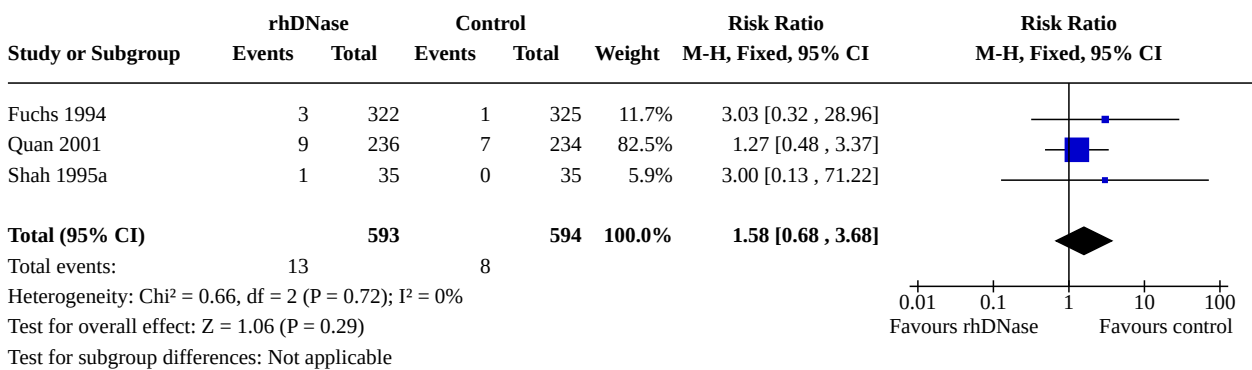 rhDNase Control Risk Ratio Risk Ratio
Study or Subgroup Events Total Events Total Weight M-H, Fixed, 95% CI M-H, Fixed, 95% CI
Fuchs 1994 3 322 1 325 11.7% 3.03 [0.32 , 28.96]
Quan 2001 9 236 7 234 82.5% 1.27 [0.48 , 3.37]
Shah 1995a 1 35 0 35 5.9% 3.00 [0.13 , 71.22]
Total (95% CI) 593 594 100.0% 1.58 [0.68 , 3.68]
Total events: 13 8
Heterogeneity: Chi² = 0.66, df = 2 (P = 0.72); I² = 0%
0.01 0.1 1 10 100
Test for overall effect: Z = 1.06 (P = 0.29) Favours rhDNase Favours control
Test for subgroup differences: Not applicable